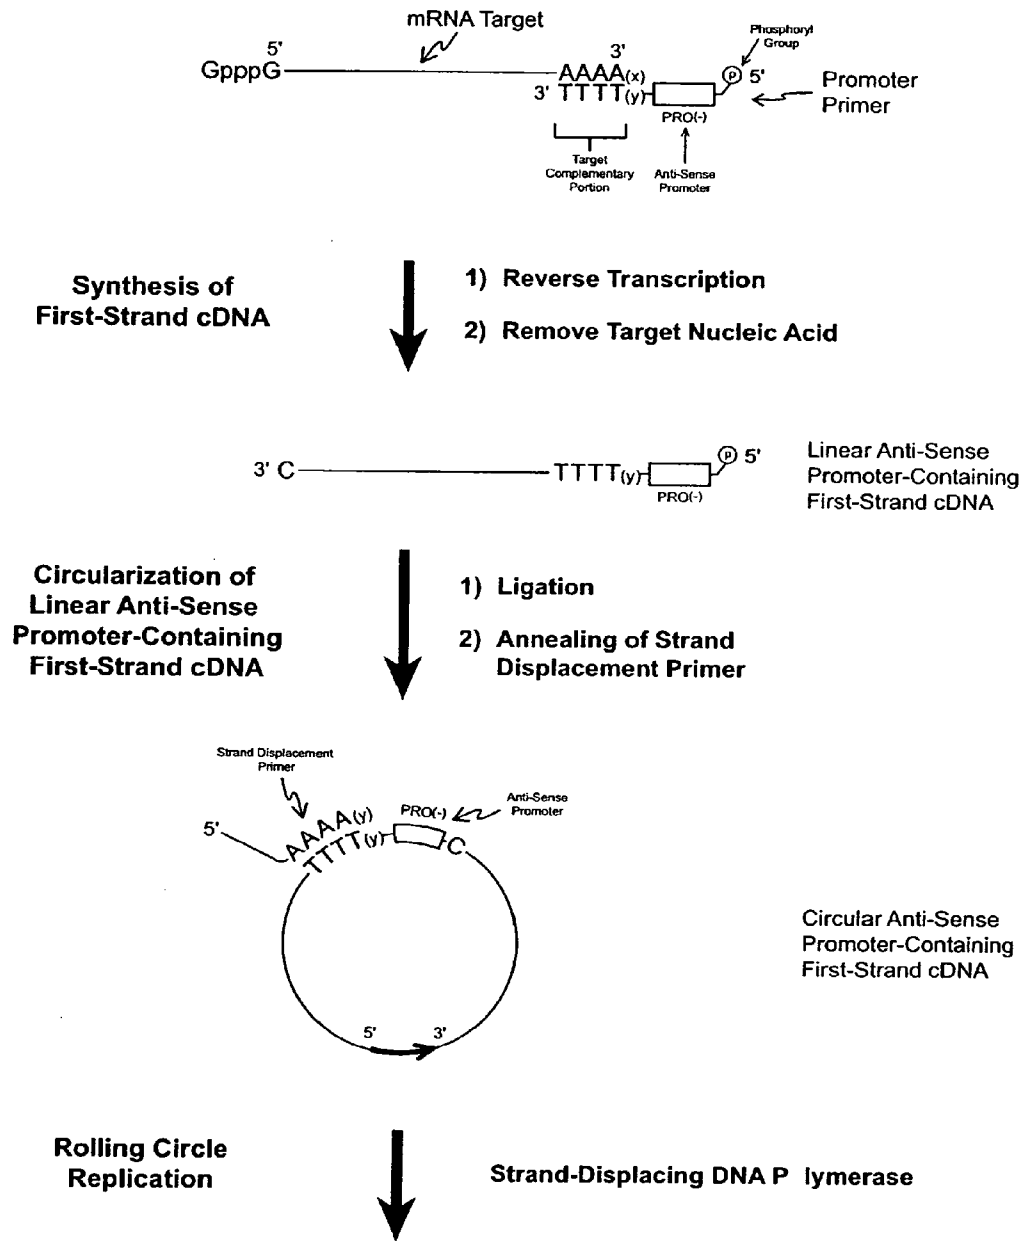 mRNA Target
Phosphoryl
Group
5'
3'
GpppG
AAAA(x)
P
5'
3'
TTTT(y)
PRO(-)
Promoter
Primer
Target
Complementary
Portion
Anti-Sense
Promoter
Synthesis of
First-Strand cDNA
1) Reverse Transcription
2) Remove Target Nucleic Acid
3' C
TTTT(y)
PRO(-)
P
5'
Linear Anti-Sense
Promoter-Containing
First-Strand cDNA
Circularization of
Linear Anti-Sense
Promoter-Containing
First-Strand cDNA
1) Ligation
2) Annealing of Strand
Displacement Primer
Strand Displacement
Primer
5'
AAAA(y)
TTTT(y)
PRO(-)
C
Anti-Sense
Promoter
Circular Anti-Sense
Promoter-Containing
First-Strand cDNA
5'
3'
Rolling Circle
Replication
Strand-Displacing DNA P lymerase